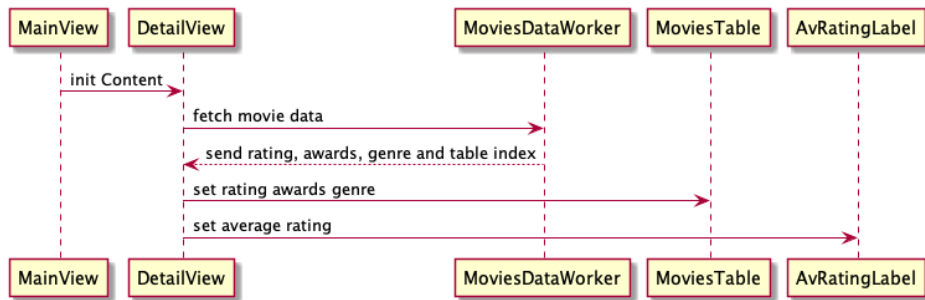 MainView DetailView MoviesDataWorker MoviesTable AvRatingLabel
init Content
fetch movie data
send rating, awards, genre and table index
set rating awards genre
set average rating
MainView DetailView MoviesDataWorker MoviesTable AvRatingLabel